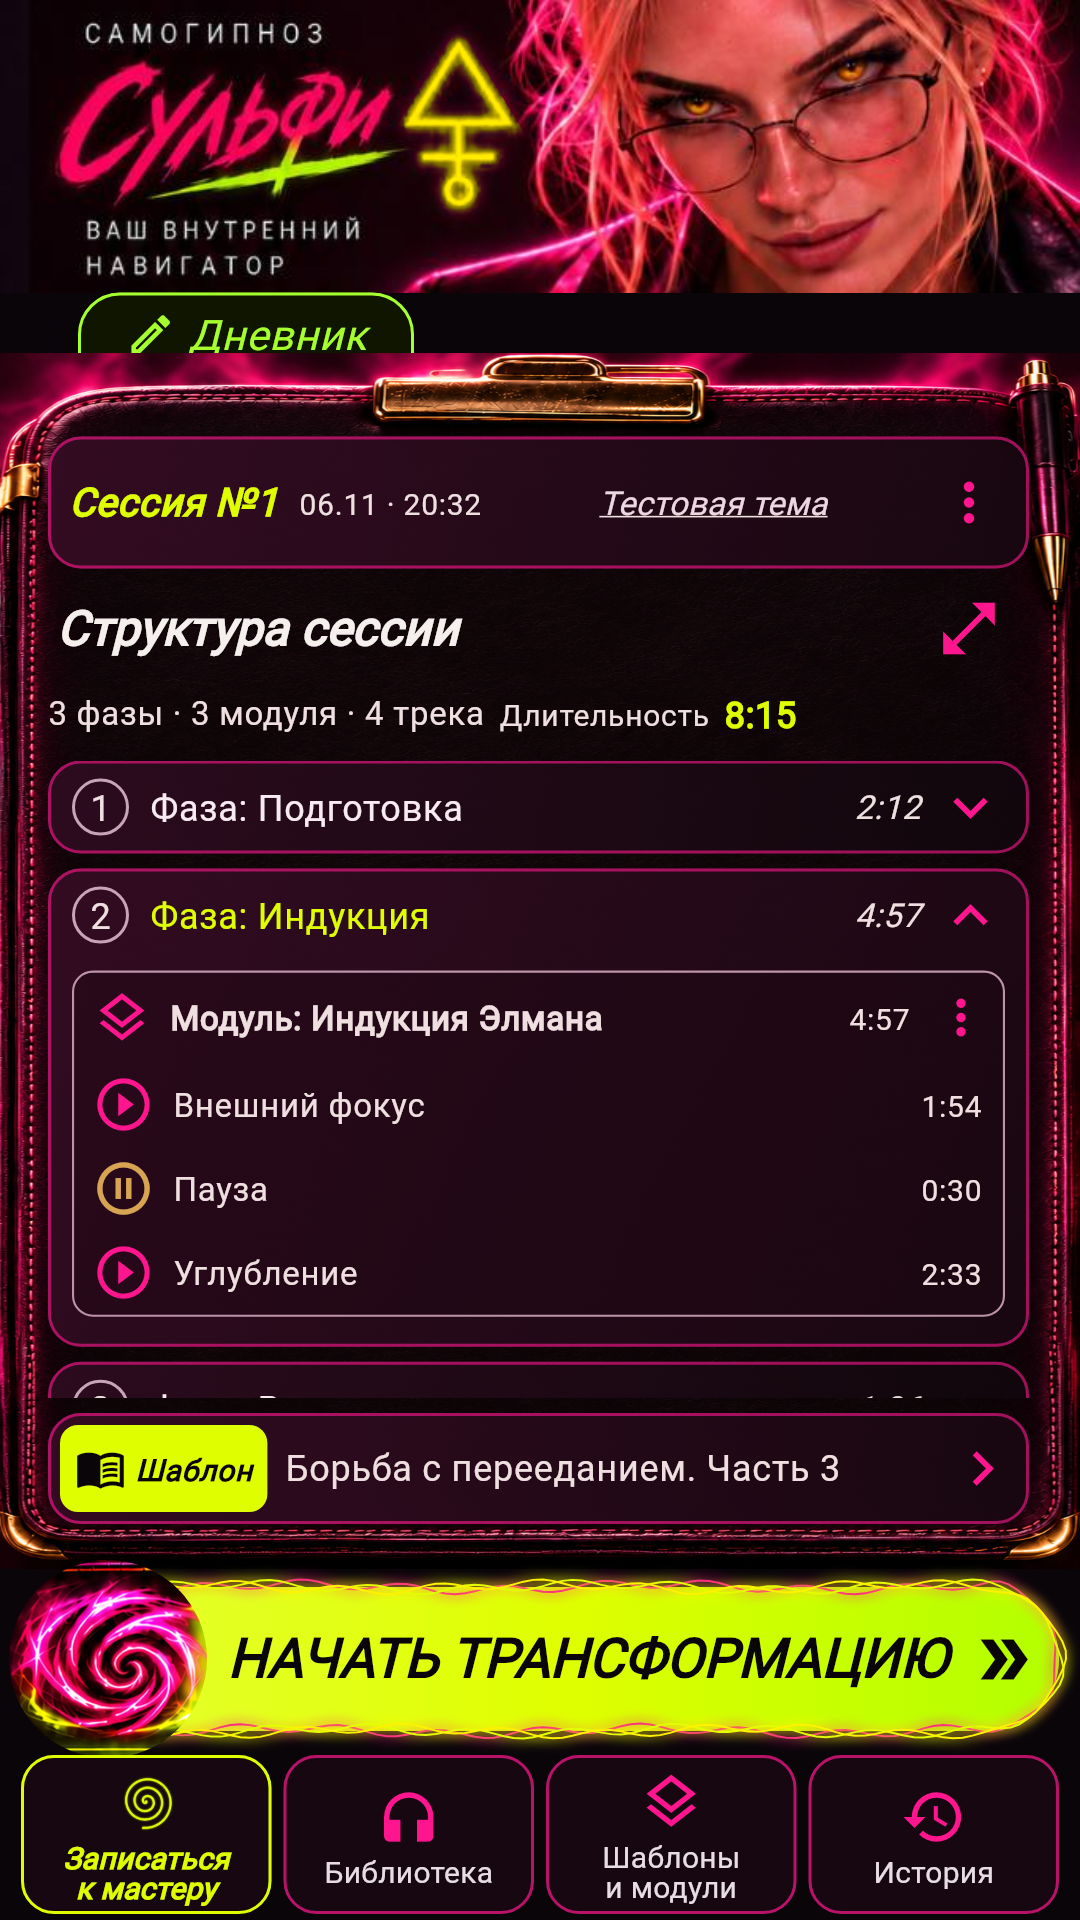 САМОГИПНОЗ
Сульфи
ВАШ ВНУТРЕННИЙ
НАВИГАТОР
Дневник
Сессия №1 06.11 · 20:32 Тестовая тема
Структура сессии
3 фазы · 3 модуля · 4 трека Длительность 8:15
1 Фаза: Подготовка 2:12
2 Фаза: Индукция 4:57
Модуль: Индукция Элмана 4:57
Внешний фокус 1:54
Пауза 0:30
Углубление 2:33
Шаблон Борьба с перееданием. Часть 3
НАЧАТЬ ТРАНСФОРМАЦИЮ »
Записаться
к мастеру
Библиотека
Шаблоны
и модули
История